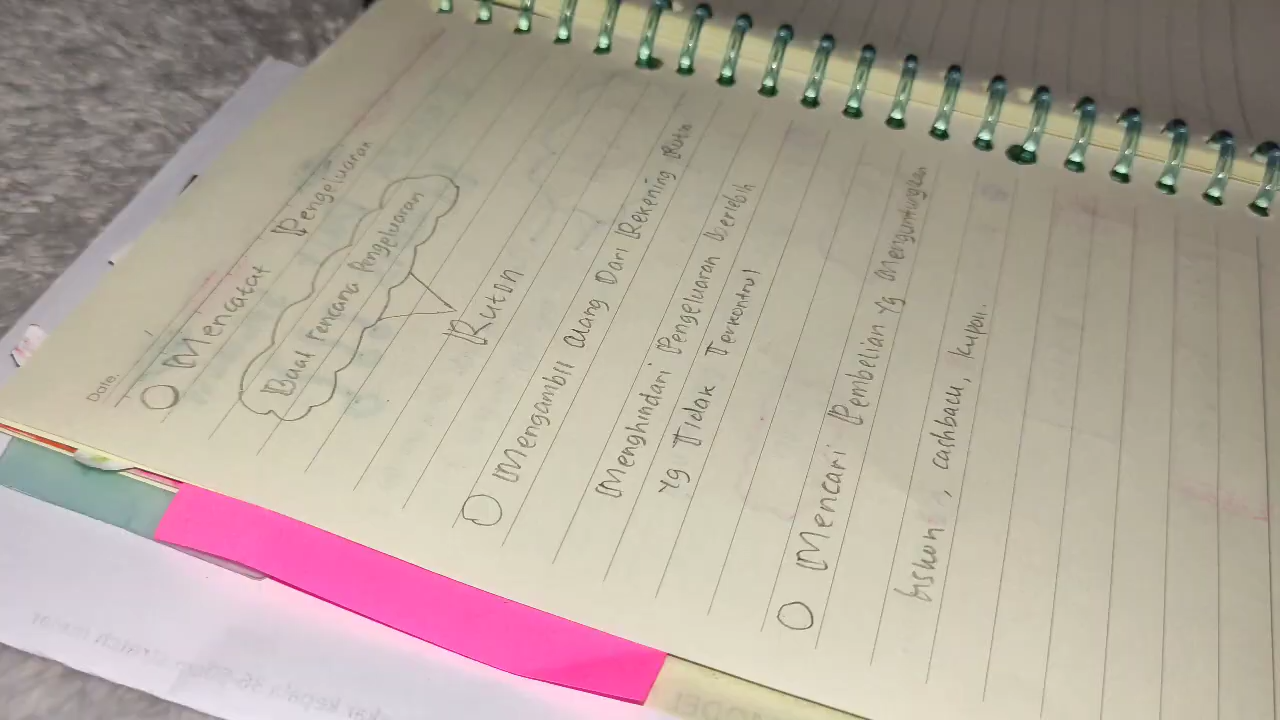 Date.
Mencatat Pengeluaran
Buat rencana Pengeluaran
Rutin
Mengambil Uang Dari Rekening Rutin
Menghindari Pengeluaran Berlebih
Yg Tidak Terkontrol
Mencari Pembelian Yg Menguntungkan
Diskon, cashback, kupon.